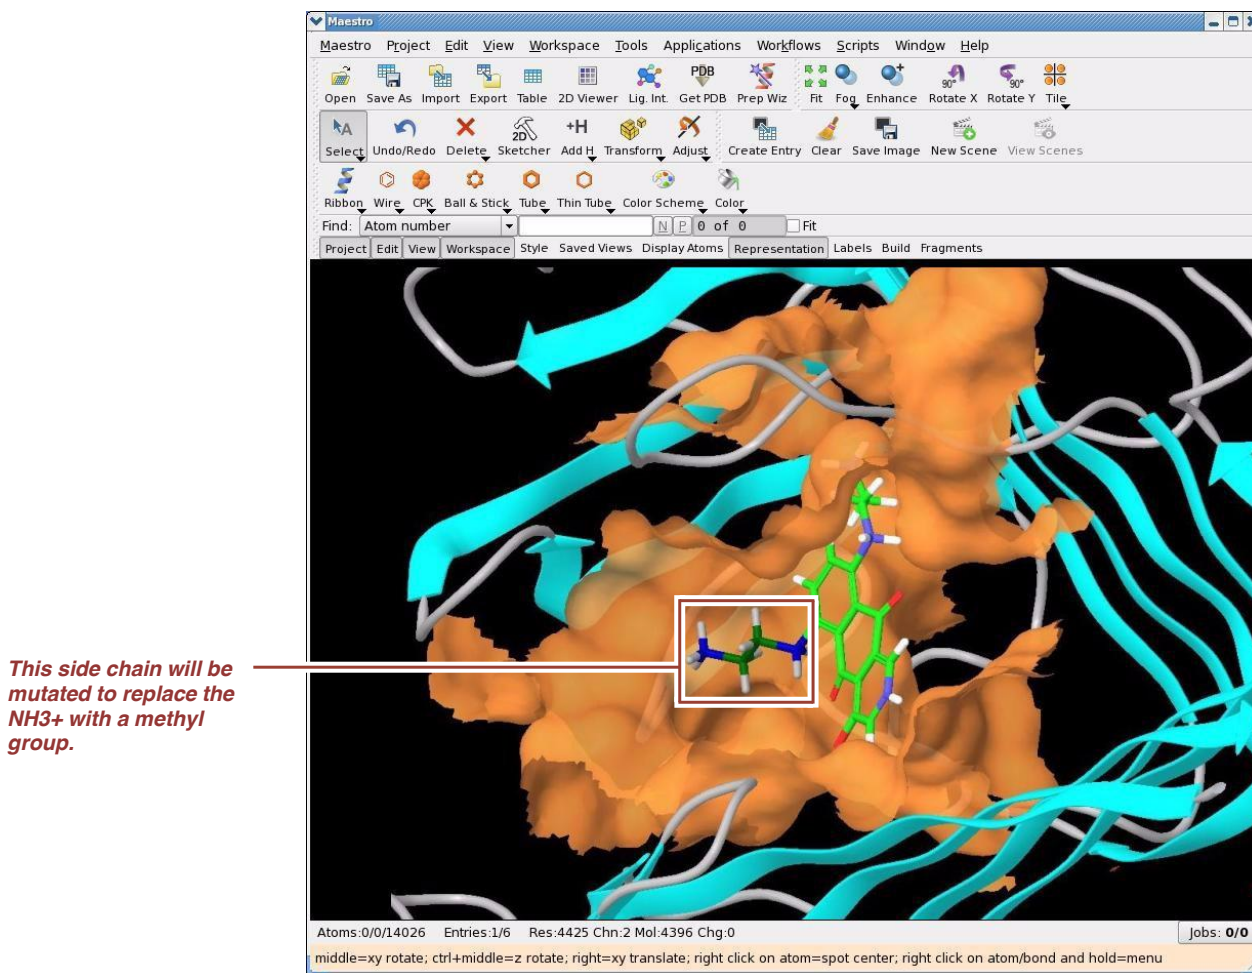 Maestro
Maestro Project Edit View Workspace Tools Applications Workflows Scripts Window Help
PDB 90° 90°
Open Save As Import Export Table 2D Viewer Lig. Int. Get PDB Prep Wiz Fit Fog Enhance Rotate X Rotate Y Tile
A 2D +H
Select Undo/Redo Delete Sketcher Add H Transform Adjust Create Entry Clear Save Image New Scene View Scenes
Ribbon Wire CPK Ball & Stick Tube Thin Tube Color Scheme Color
Find: Atom number N P 0 of 0 Fit
Project Edit View Workspace Style Saved Views Display Atoms Representation Labels Build Fragments
This side chain will be
mutated to replace the
NH3+ with a methyl
group.
Atoms:0/0/14026 Entries:1/6 Res:4425 Chn:2 Mol:4396 Chg:0 Jobs: 0/0
middle=xy rotate; ctrl+middle=z rotate; right=xy translate; right click on atom=spot center; right click on atom/bond and hold=menu